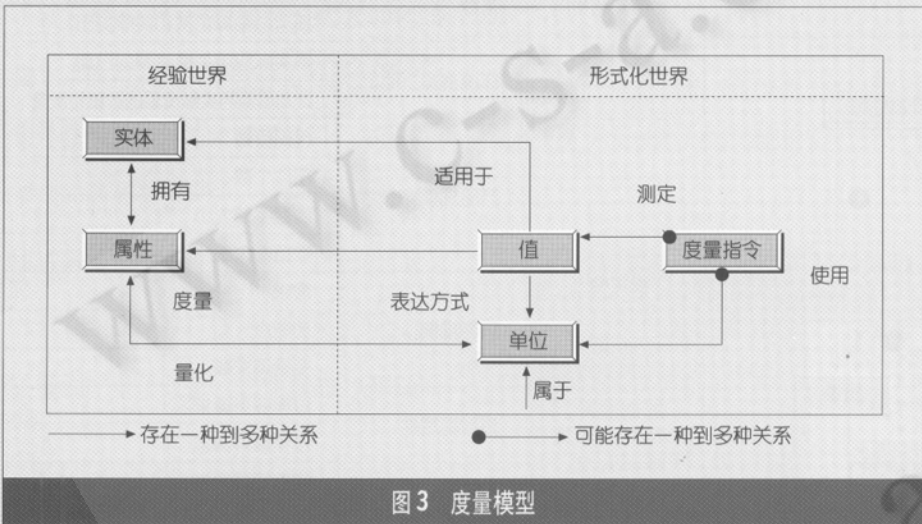 经验世界
形式化世界
实体
适用于
拥有
测定
属性
值
度量指令
使用
度量
表达方式
单位
量化
属于
存在一种到多种关系
可能存在一种到多种关系
图3 度量模型
www.c-s-a.